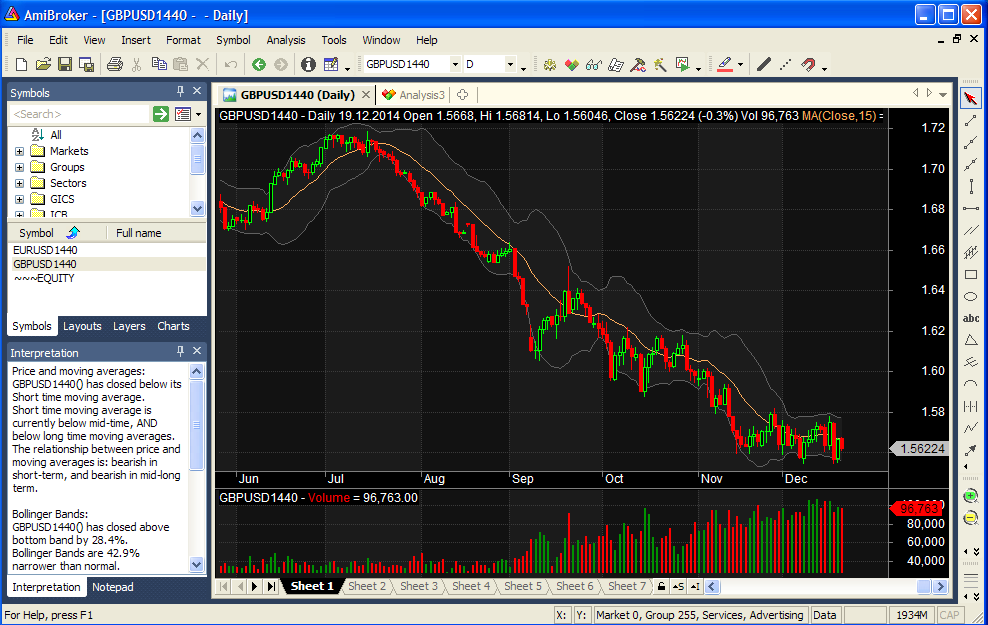 AmiBroker - [GBPUSD1440 - - Daily]
File Edit View Insert Format Symbol Analysis Tools Window Help
GBPUSD1440 D
Symbols
<Search>
All
Markets
Groups
Sectors
GICS
ICB
Symbol Full name
EURUSD1440
GBPUSD1440
~~~EQUITY
Symbols Layouts Layers Charts
Interpretation
Price and moving averages:
GBPUSD1440() has closed below its
Short time moving average.
Short time moving average is
currently below mid-time, AND
below long time moving averages.
The relationship between price and
moving averages is: bearish in
short-term, and bearish in mid-long
term.
Bollinger Bands:
GBPUSD1440() has closed above
bottom band by 28.4%.
Bollinger Bands are 42.9%
narrower than normal.
Interpretation Notepad
GBPUSD1440 (Daily) Analysis3
GBPUSD1440 - Daily 19.12.2014 Open 1.5668, Hi 1.56814, Lo 1.56046, Close 1.56224 (-0.3%) Vol 96,763 MA(Close,15) =
1.72
1.70
1.68
1.66
1.64
1.62
1.60
1.58
1.56224
Jun Jul Aug Sep Oct Nov Dec
GBPUSD1440 - Volume = 96,763.00
100,000
96,763
80,000
60,000
40,000
Sheet 1 Sheet 2 Sheet 3 Sheet 4 Sheet 5 Sheet 6 Sheet 7 S I
abc
For Help, press F1 X: Y: Market 0, Group 255, Services, Advertising Data 1934M CAP